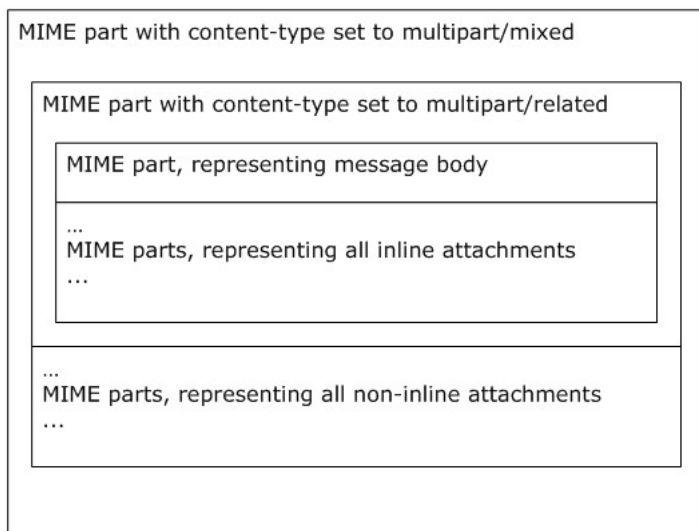 MIME part with content-type set to multipart/mixed
MIME part with content-type set to multipart/related
MIME part, representing message body
...
MIME parts, representing all inline attachments
...
...
MIME parts, representing all non-inline attachments
...